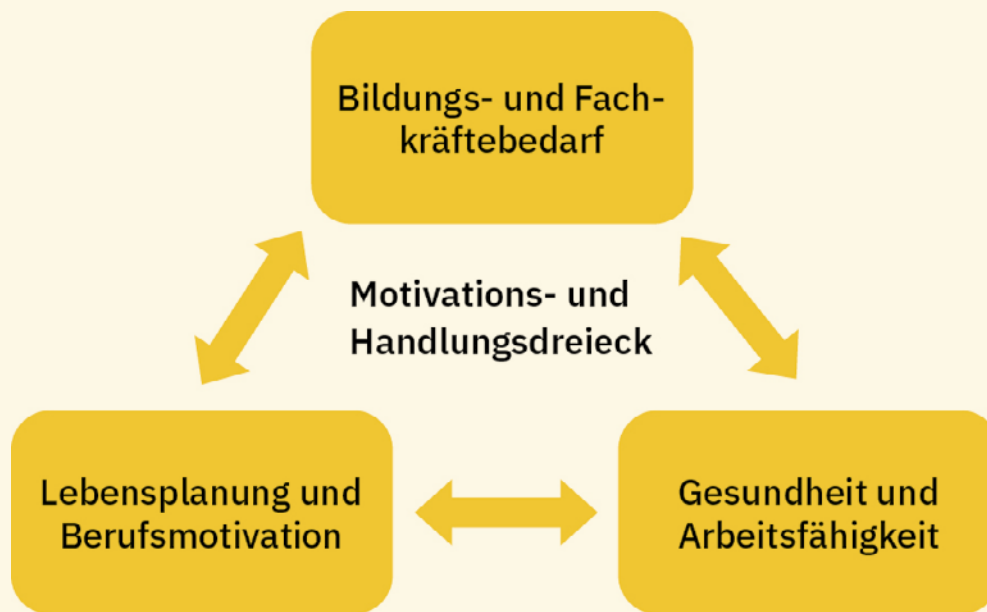 Bildungs- und Fach-
kräftebedarf
Motivations- und
Handlungsdreieck
Lebensplanung und
Berufsmotivation
Gesundheit und
Arbeitsfähigkeit